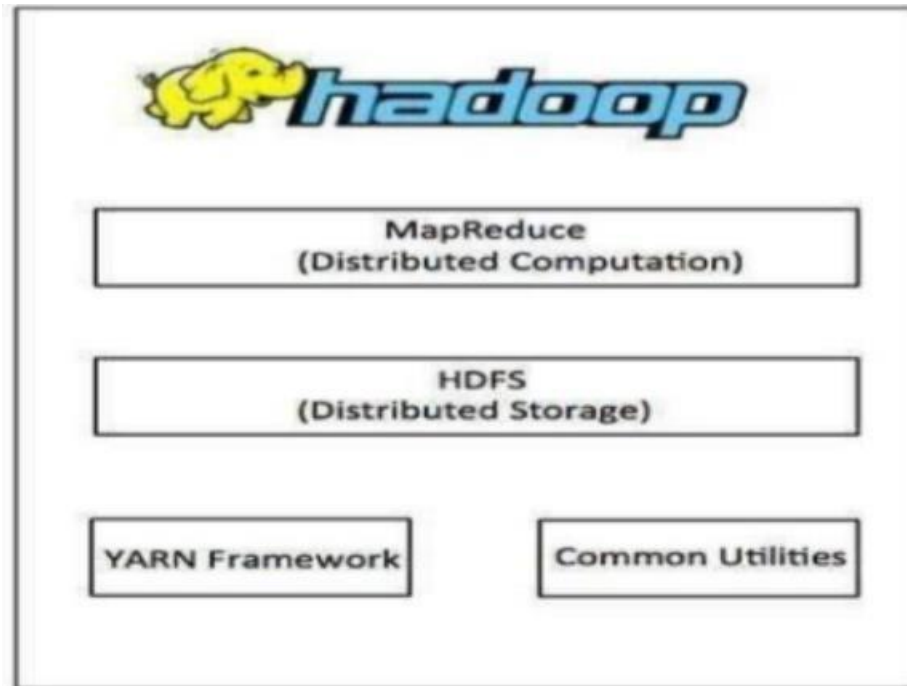 hadoop
MapReduce
(Distributed Computation)
HDFS
(Distributed Storage)
YARN Framework
Common Utilities